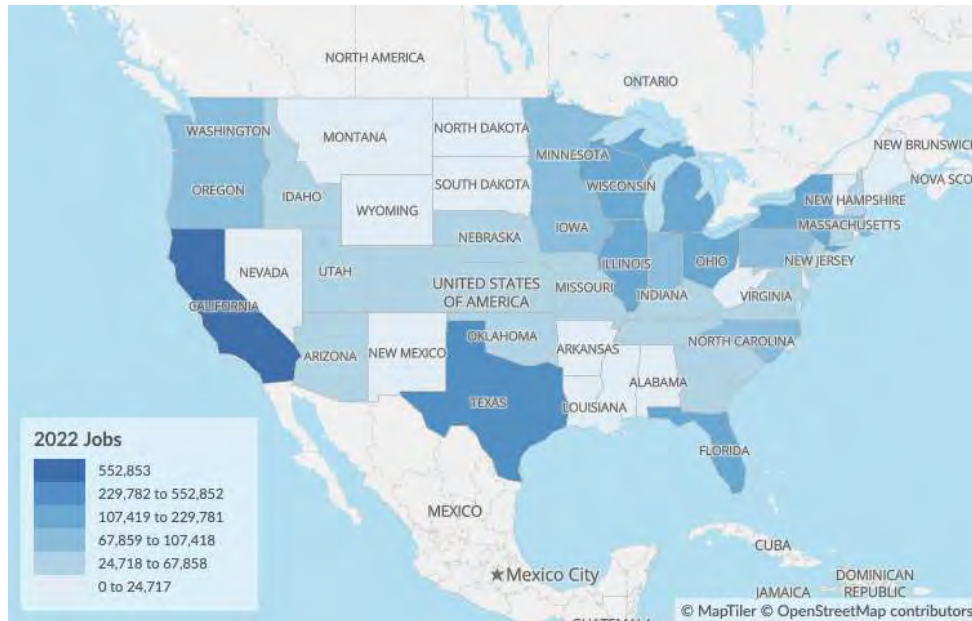 NORTH AMERICA
ONTARIO
WASHINGTON
MONTANA
NORTH DAKOTA
MINNESOTA
NEW BRUNSWICK
NOVA SCO
OREGON
IDAHO
SOUTH DAKOTA
WISCONSIN
NEW HAMPSHIRE
WYOMING
MASSACHUSETTS
NEBRASKA
IOWA
NEVADA
UTAH
UNITED STATES
OF AMERICA
ILLINOIS
OHIO
NEW JERSEY
CALIFORNIA
MISSOURI
INDIANA
VIRGINIA
ARIZONA
NEW MEXICO
OKLAHOMA
ARKANSAS
NORTH CAROLINA
TEXAS
LOUISIANA
ALABAMA
FLORIDA
2022 Jobs
552,853
229,782 to 552,852
107,419 to 229,781
67,859 to 107,418
24,718 to 67,858
0 to 24,717
MEXICO
CUBA
Mexico City
JAMAICA
DOMINICAN
REPUBLIC
© MapTiler © OpenStreetMap contributors